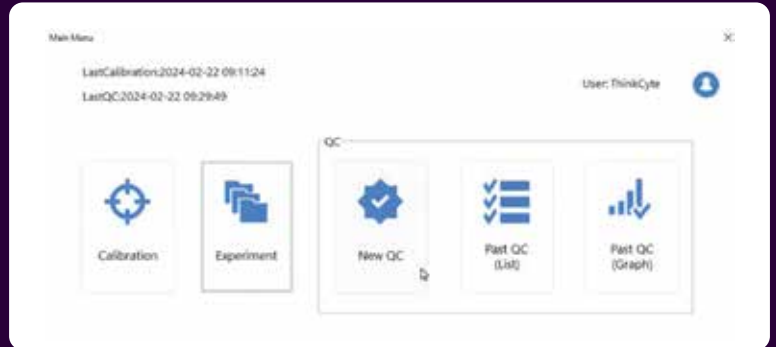 Main Menu
LastCalibration:2024-02-22 09:11:24
LastQC:2024-02-22 09:29:49
User: ThinkCyte
QC
Calibration
Experiment
New QC
Past QC
(List)
Past QC
(Graph)